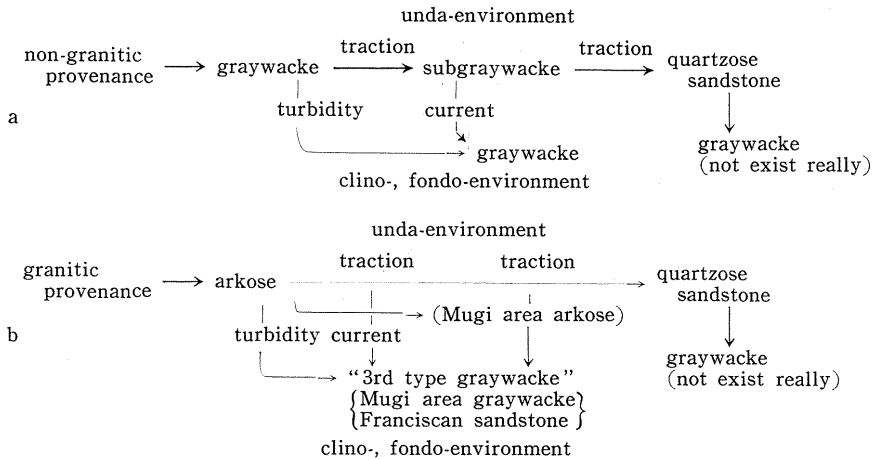 unda-environment
traction
traction
non-granitic
provenance
graywacke
subgraywacke
quartzose
sandstone
turbidity
current
a
graywacke
graywacke
(not exist really)
clino-, fondo-environment
unda-environment
granitic
provenance
traction
traction
arkose
quartzose
sandstone
(Mugi area arkose)
turbidity current
b
graywacke
(not exist really)
“3rd type graywacke”
{Mugi area graywacke}
{Franciscan sandstone}
clino-, fondo-environment